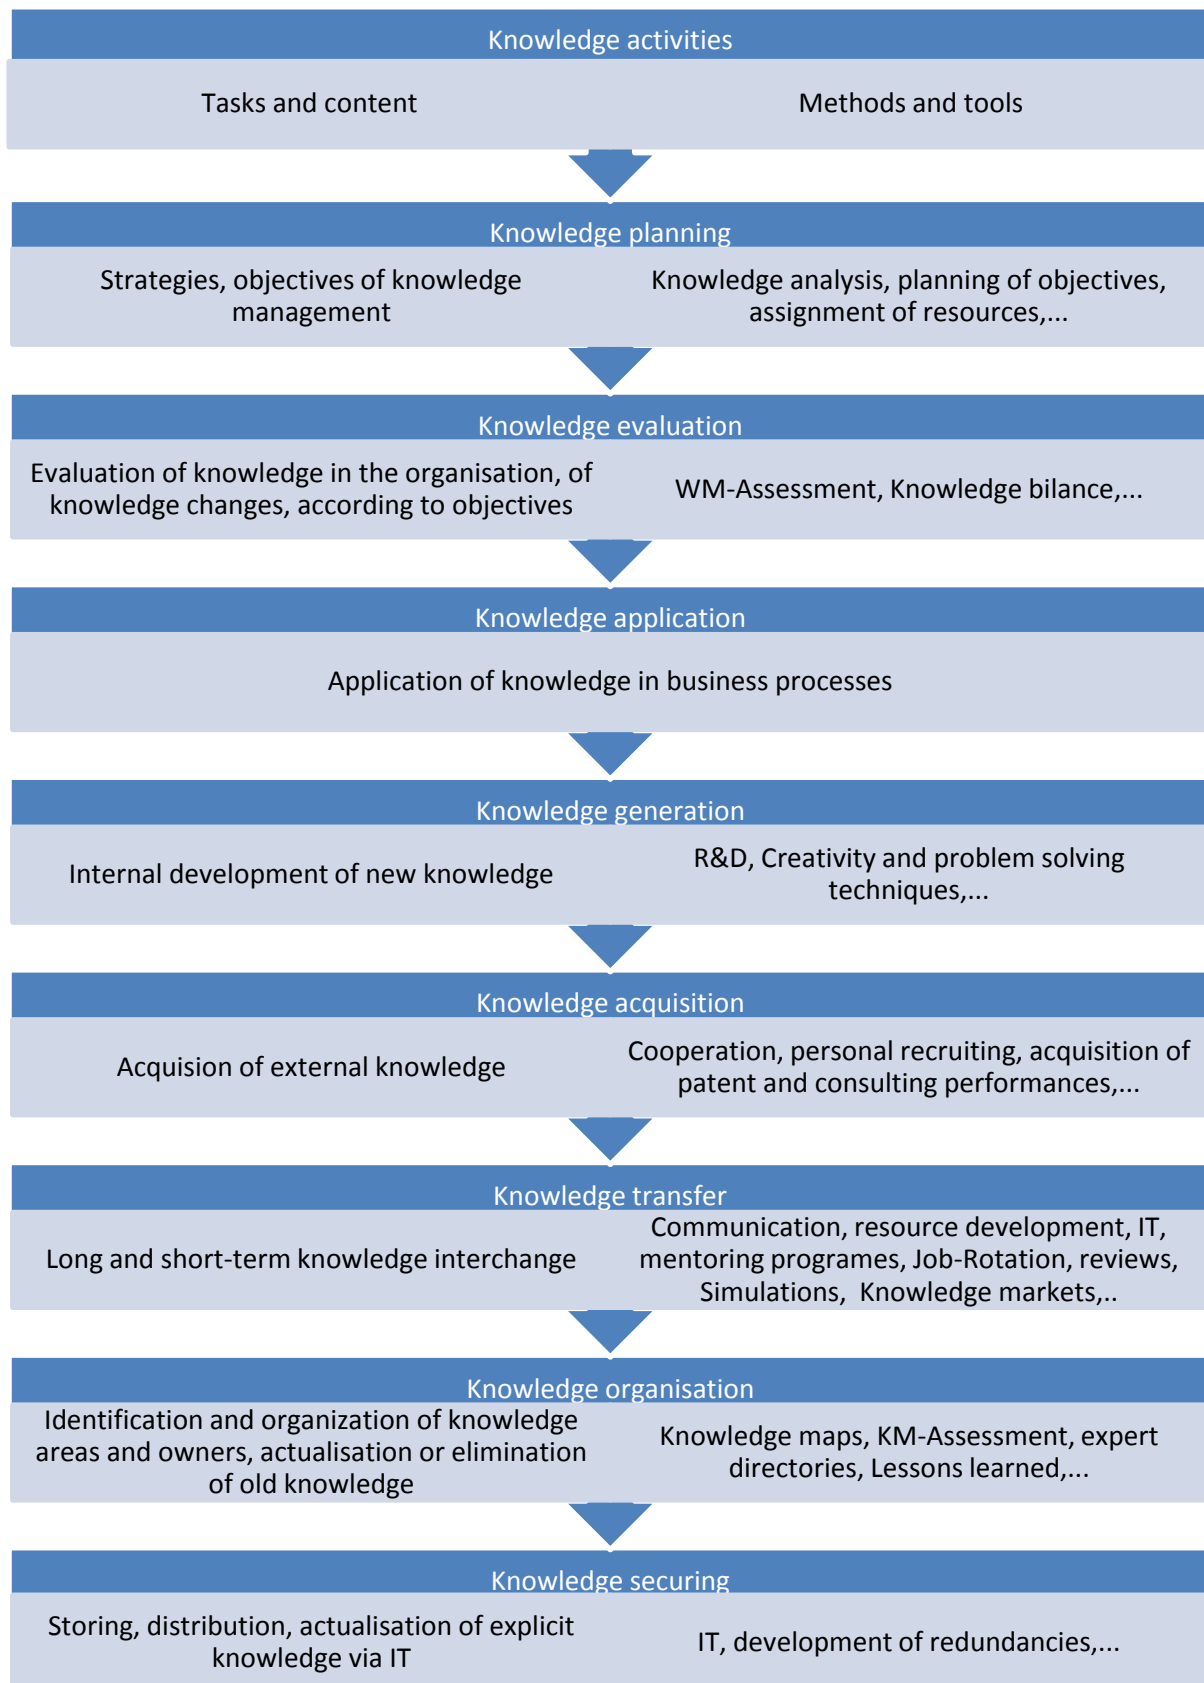 Knowledge activities
Tasks and content
Methods and tools
Knowledge planning
Strategies, objectives of knowledge
management
Knowledge analysis, planning of objectives,
assignment of resources,...
Knowledge evaluation
Evaluation of knowledge in the organisation, of
knowledge changes, according to objectives
WM-Assessment, Knowledge bilance,...
Knowledge application
Application of knowledge in business processes
Knowledge generation
Internal development of new knowledge
R&D, Creativity and problem solving
techniques,...
Knowledge acquisition
Acquision of external knowledge
Cooperation, personal recruiting, acquisition of
patent and consulting performances,...
Knowledge transfer
Long and short-term knowledge interchange
Communication, resource development, IT,
mentoring programes, Job-Rotation, reviews,
Simulations,  Knowledge markets,..
Knowledge organisation
Identification and organization of knowledge
areas and owners, actualisation or elimination
of old knowledge
Knowledge maps, KM-Assessment, expert
directories, Lessons learned,...
Knowledge securing
Storing, distribution, actualisation of explicit
knowledge via IT
IT, development of redundancies,...